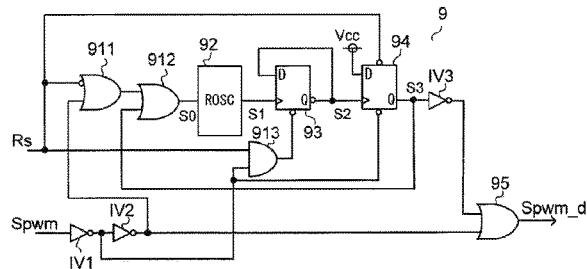 9
911
912
92
Vcc
94
IV3
D
D
ROSC
Q
Q
S0
S1
S2
S3
93
913
Rs
95
Spwm
IV2
Spwm_d
IV1